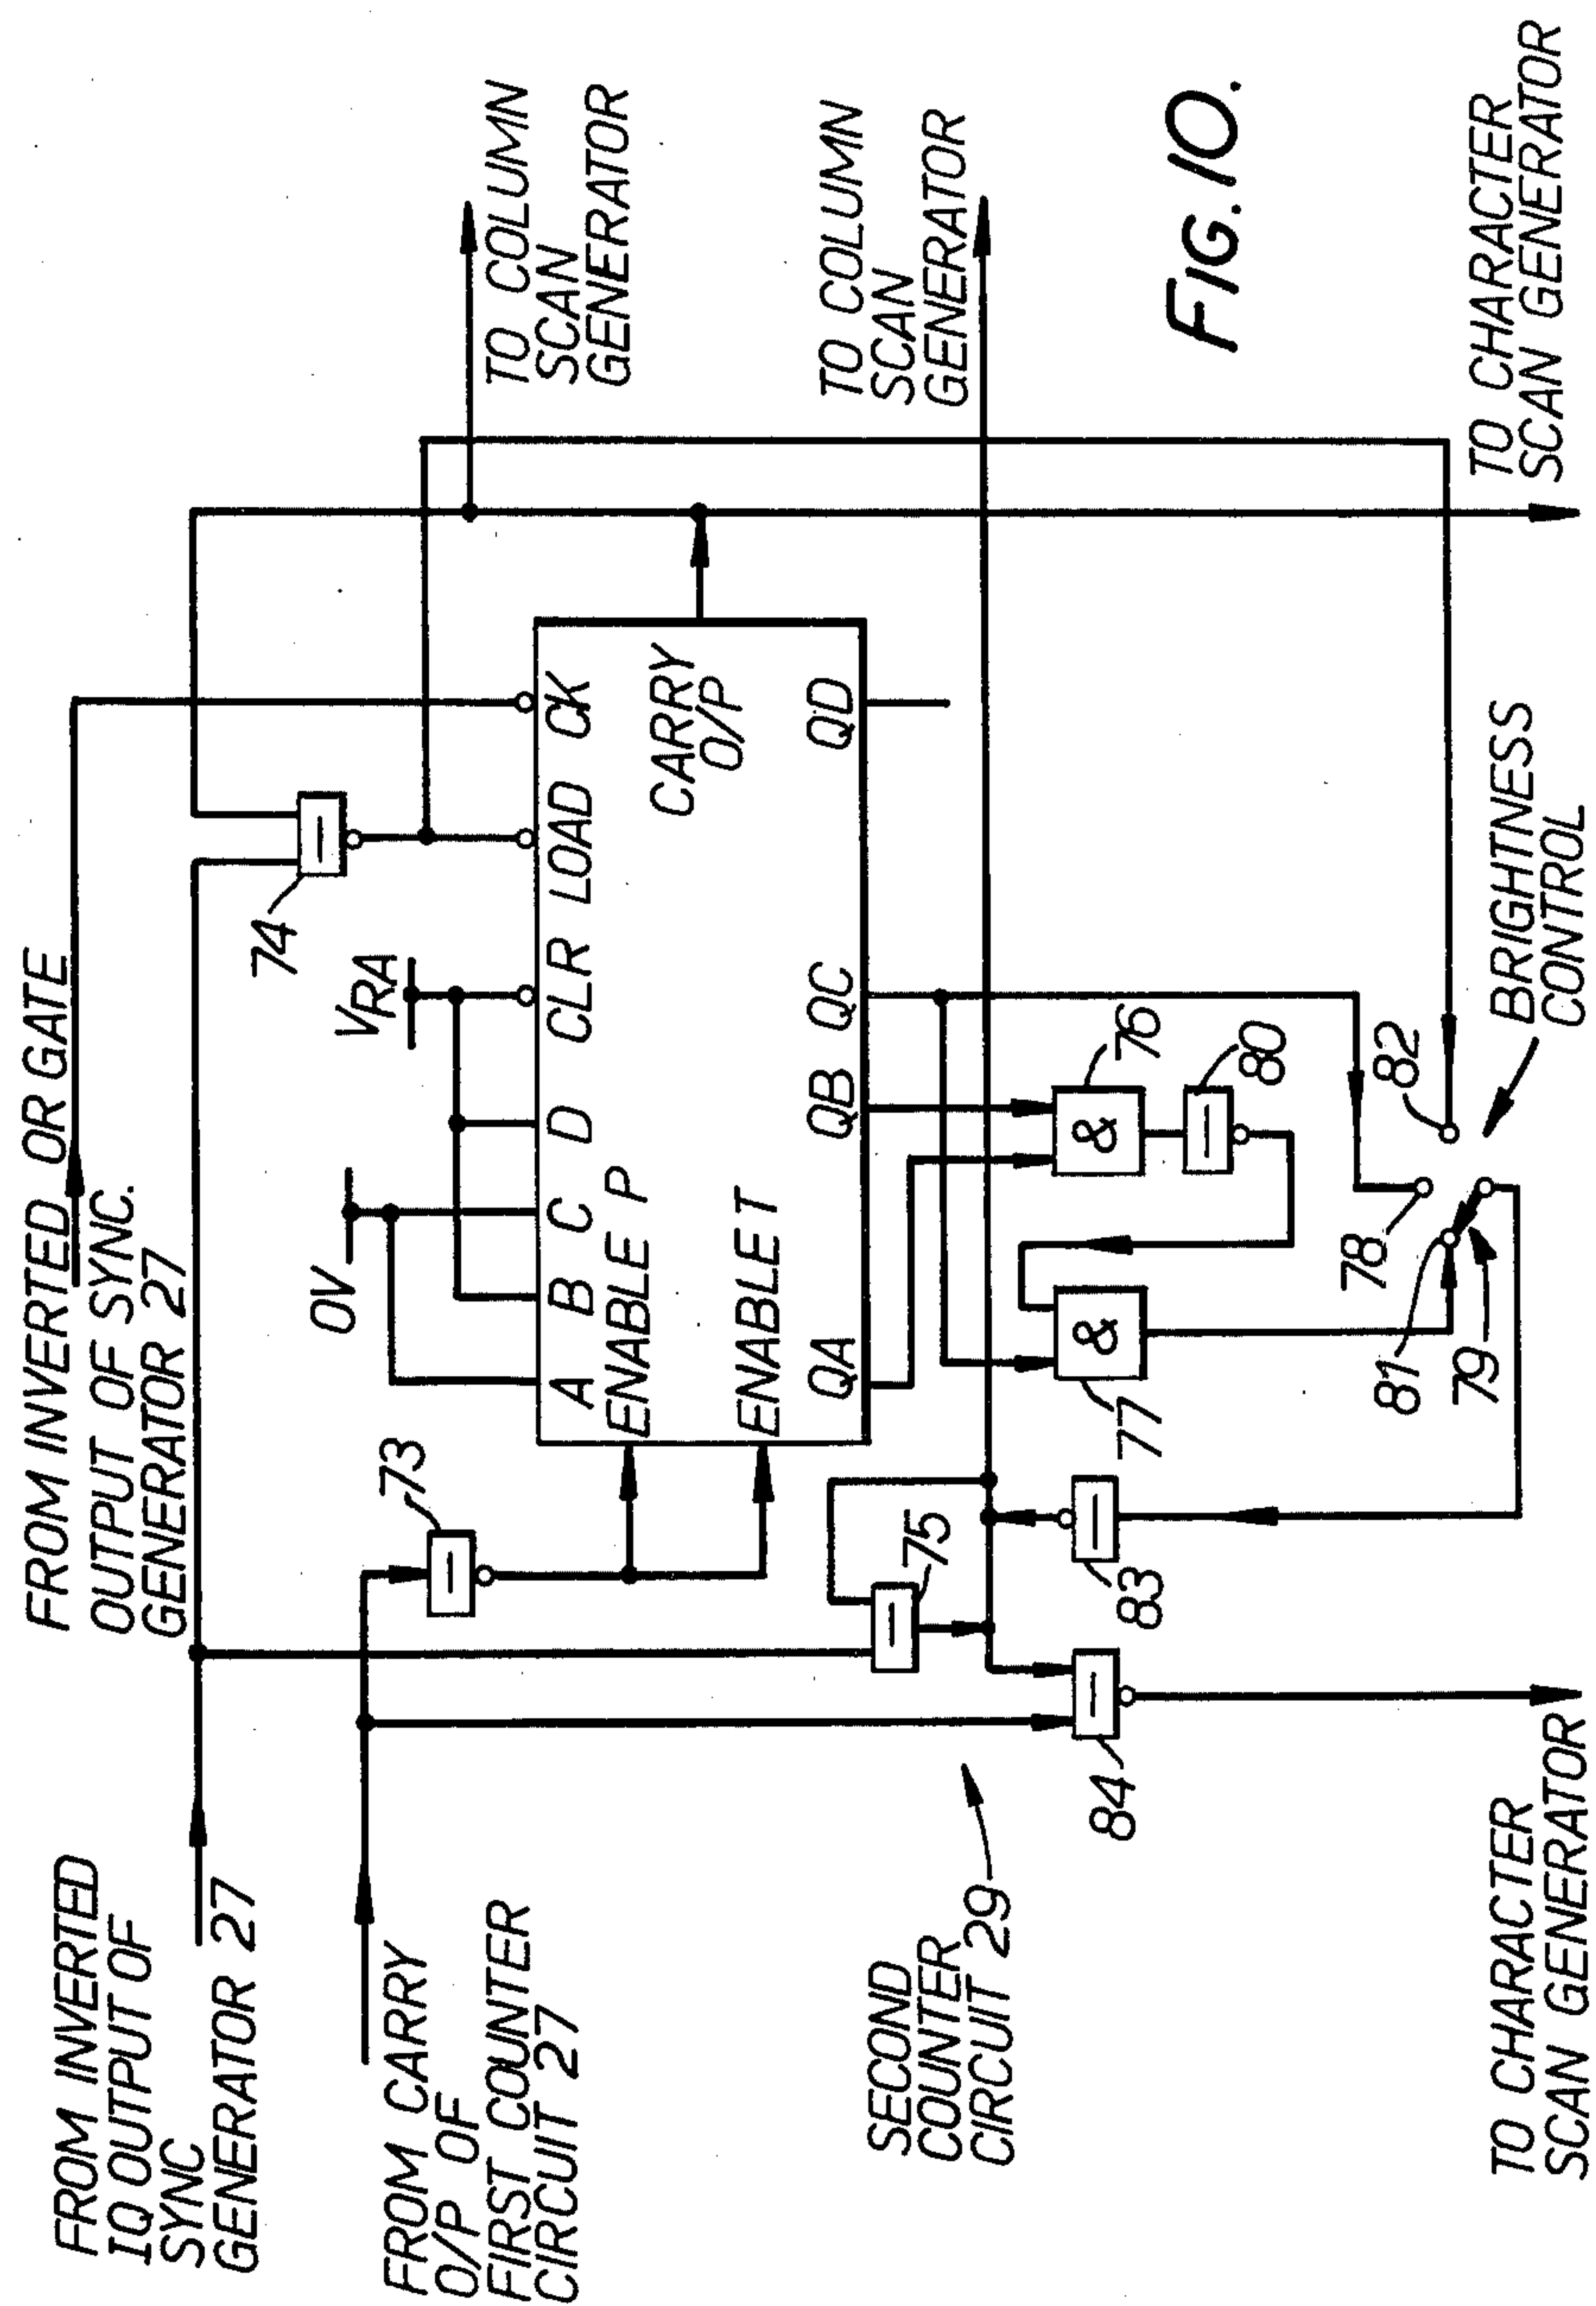 FROM INVERTED OR GATE
OUTPUT OF SYNC.
GENERATOR 27
FROM INVERTED
IQ OUTPUT OF
SYNC
GENERATOR 27
FROM CARRY
O/P OF
FIRST COUNTER
CIRCUIT 27
73
74
0V
VRA
A B C D CLR LOAD CK
ENABLE P
ENABLE T
CARRY
O/P
QA QB QC QD
TO COLUMN
SCAN
GENERATOR
TO COLUMN
SCAN
GENERATOR
75
SECOND
COUNTER
CIRCUIT 29
84
83
77
&
&
76
80
81
79
78
82
BRIGHTNESS
CONTROL
FIG. 10.
TO CHARACTER
SCAN GENERATOR
TO CHARACTER
SCAN GENERATOR